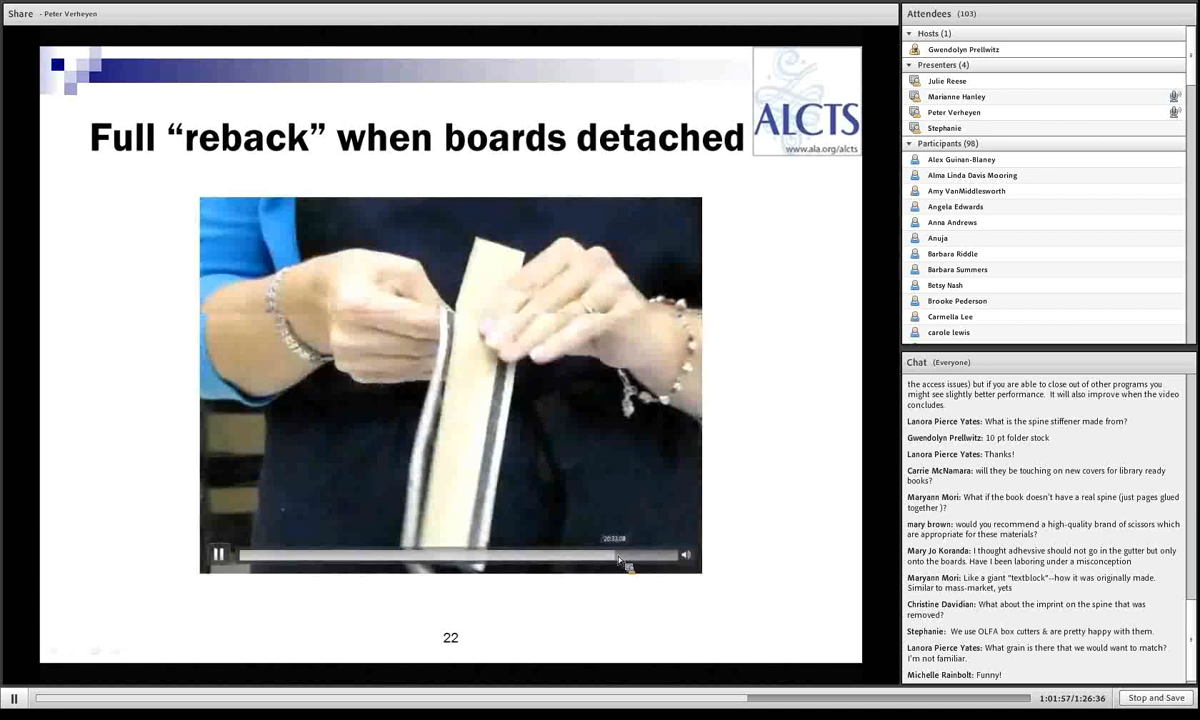 Share - Peter Verheyen
ALCTS
www.ala.org/alcts
Full “reback” when boards detached
22
Attendees (103)
Hosts (1)
Gwendolyn Prellwitz
Presenters (4)
Julie Reese
Marianne Hanley
Peter Verheyen
Stephanie
Participants (98)
Alex Guinan-Blaney
Alma Linda Davis Mooring
Amy VanMiddlesworth
Angela Edwards
Anna Andrews
Anuja
Barbara Riddle
Barbara Summers
Betsy Nash
Brooke Pederson
Carmella Lee
carole lewis
Chat (Everyone)
the access issues) but if you are able to close out of other programs you
might see slightly better performance. It will also improve when the video
concludes.
Lanora Pierce Yates: What is the spine stiffener made from?
Gwendolyn Prellwitz: 10 pt folder stock
Lanora Pierce Yates: Thanks!
Carrie McNamara: will they be touching on new covers for library ready
books?
Maryann Mori: What if the book doesn't have a real spine (just pages glued
together )?
mary brown: would you recommend a high-quality brand of scissors which
are appropriate for these materials?
Mary Jo Koranda: I thought adhevsive should not go in the gutter but only
onto the boards. Have I been laboring under a misconception
Maryann Mori: Like a giant "textblock"--how it was originally made.
Similar to mass-market, yets
Christine Davidian: What about the imprint on the spine that was
removed?
Stephanie: We use OLFA box cutters & are pretty happy with them.
Lanora Pierce Yates: What grain is there that we would want to match?
I'm not familiar.
Michelle Rainbolt: Funny!
1:01:57/1:26:36
Stop and Save